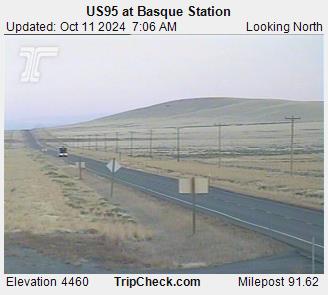 US95 at Basque Station
Updated: Oct 11 2024 7:06 AM
Looking North
Elevation 4460
TripCheck.com
Milepost 91.62